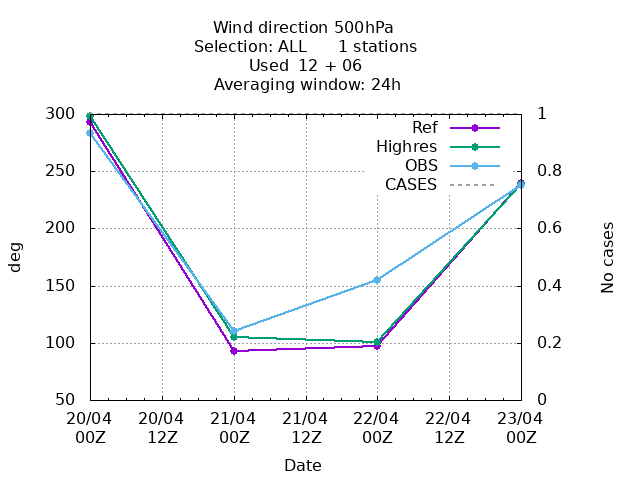 Wind direction 500hPa
Selection: ALL 1 stations
Used 12 + 06
Averaging window: 24h
300 1
Ref
Highres
250 OBS 0.8
CASES
200 0.6
deg
No cases
150 0.4
100 0.2
50 0
20/04 20/04 21/04 21/04 22/04 22/04 23/04
00Z 12Z 00Z 12Z 00Z 12Z 00Z
Date